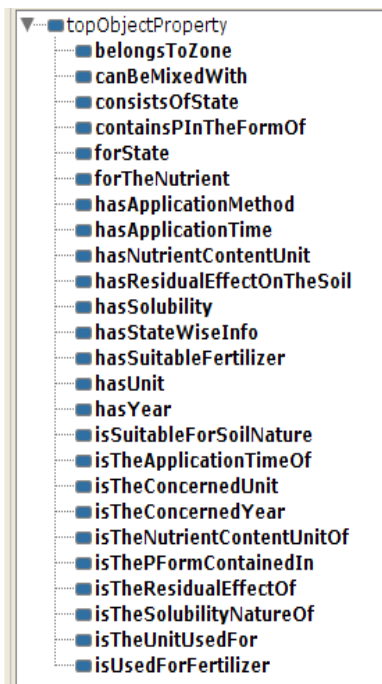 topObjectProperty
belongsToZone
canBeMixedWith
consistsOfState
containsPInTheFormOf
forState
forTheNutrient
hasApplicationMethod
hasApplicationTime
hasNutrientContentUnit
hasResidualEffectOnTheSoil
hasSolubility
hasStateWiseInfo
hasSuitableFertilizer
hasUnit
hasYear
isSuitableForSoilNature
isTheApplicationTimeOf
isTheConcernedUnit
isTheConcernedYear
isTheNutrientContentUnitOf
isThePFormContainedIn
isTheResidualEffectOf
isTheSolubilityNatureOf
isTheUnitUsedFor
isUsedForFertilizer